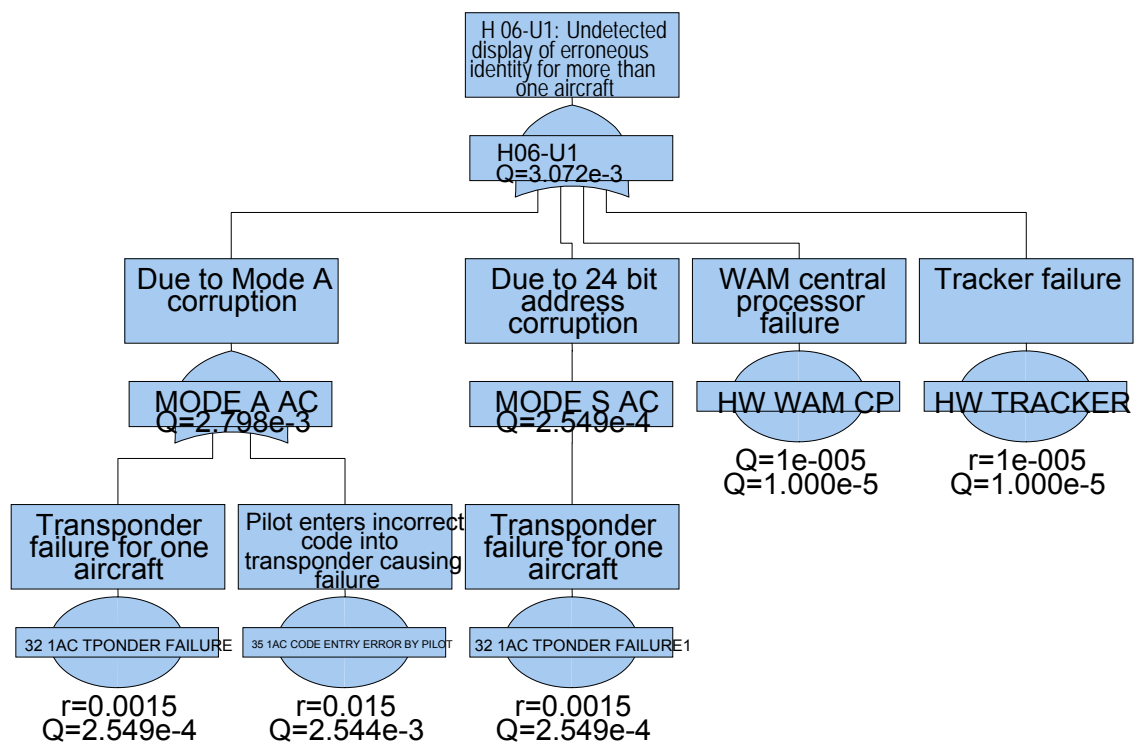 H 06-U1: Undetected
display of erroneous
identity for more than
one aircraft
H06-U1
Q=3.072e-3
Due to Mode A
corruption
Due to 24 bit
address
corruption
WAM central
processor
failure
Tracker failure
MODE A AC
Q=2.798e-3
MODE S AC
Q=2.549e-4
HW WAM CP
Q=1e-005
Q=1.000e-5
HW TRACKER
r=1e-005
Q=1.000e-5
Transponder
failure for one
aircraft
Pilot enters incorrect
code into
transponder causing
failure
Transponder
failure for one
aircraft
32 1AC TPONDER FAILURE
r=0.0015
Q=2.549e-4
35 1AC CODE ENTRY ERROR BY PILOT
r=0.015
Q=2.544e-3
32 1AC TPONDER FAILURE1
r=0.0015
Q=2.549e-4